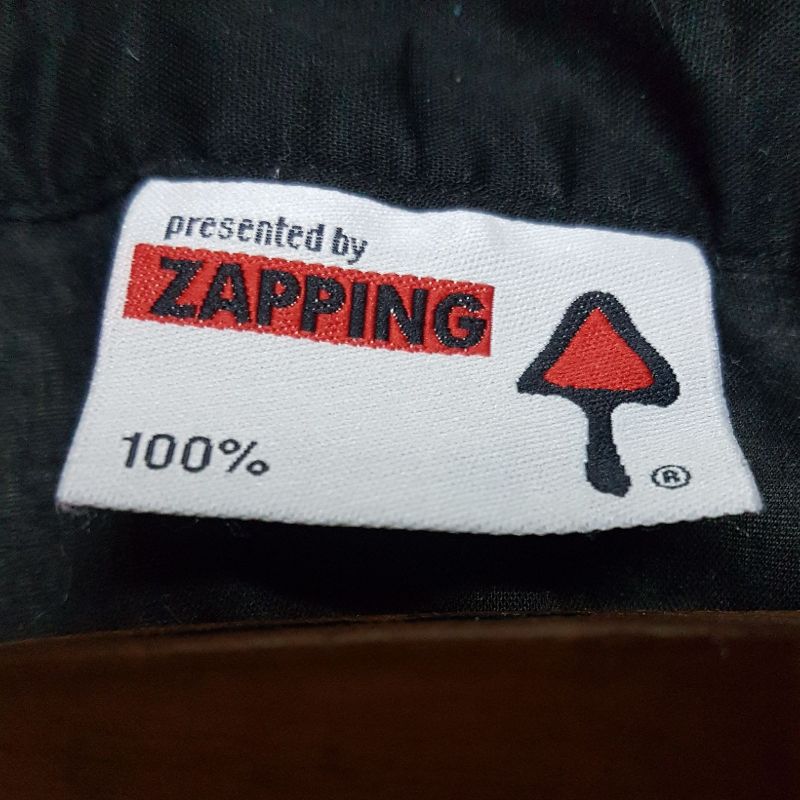 presented by
ZAPPING
100%
®